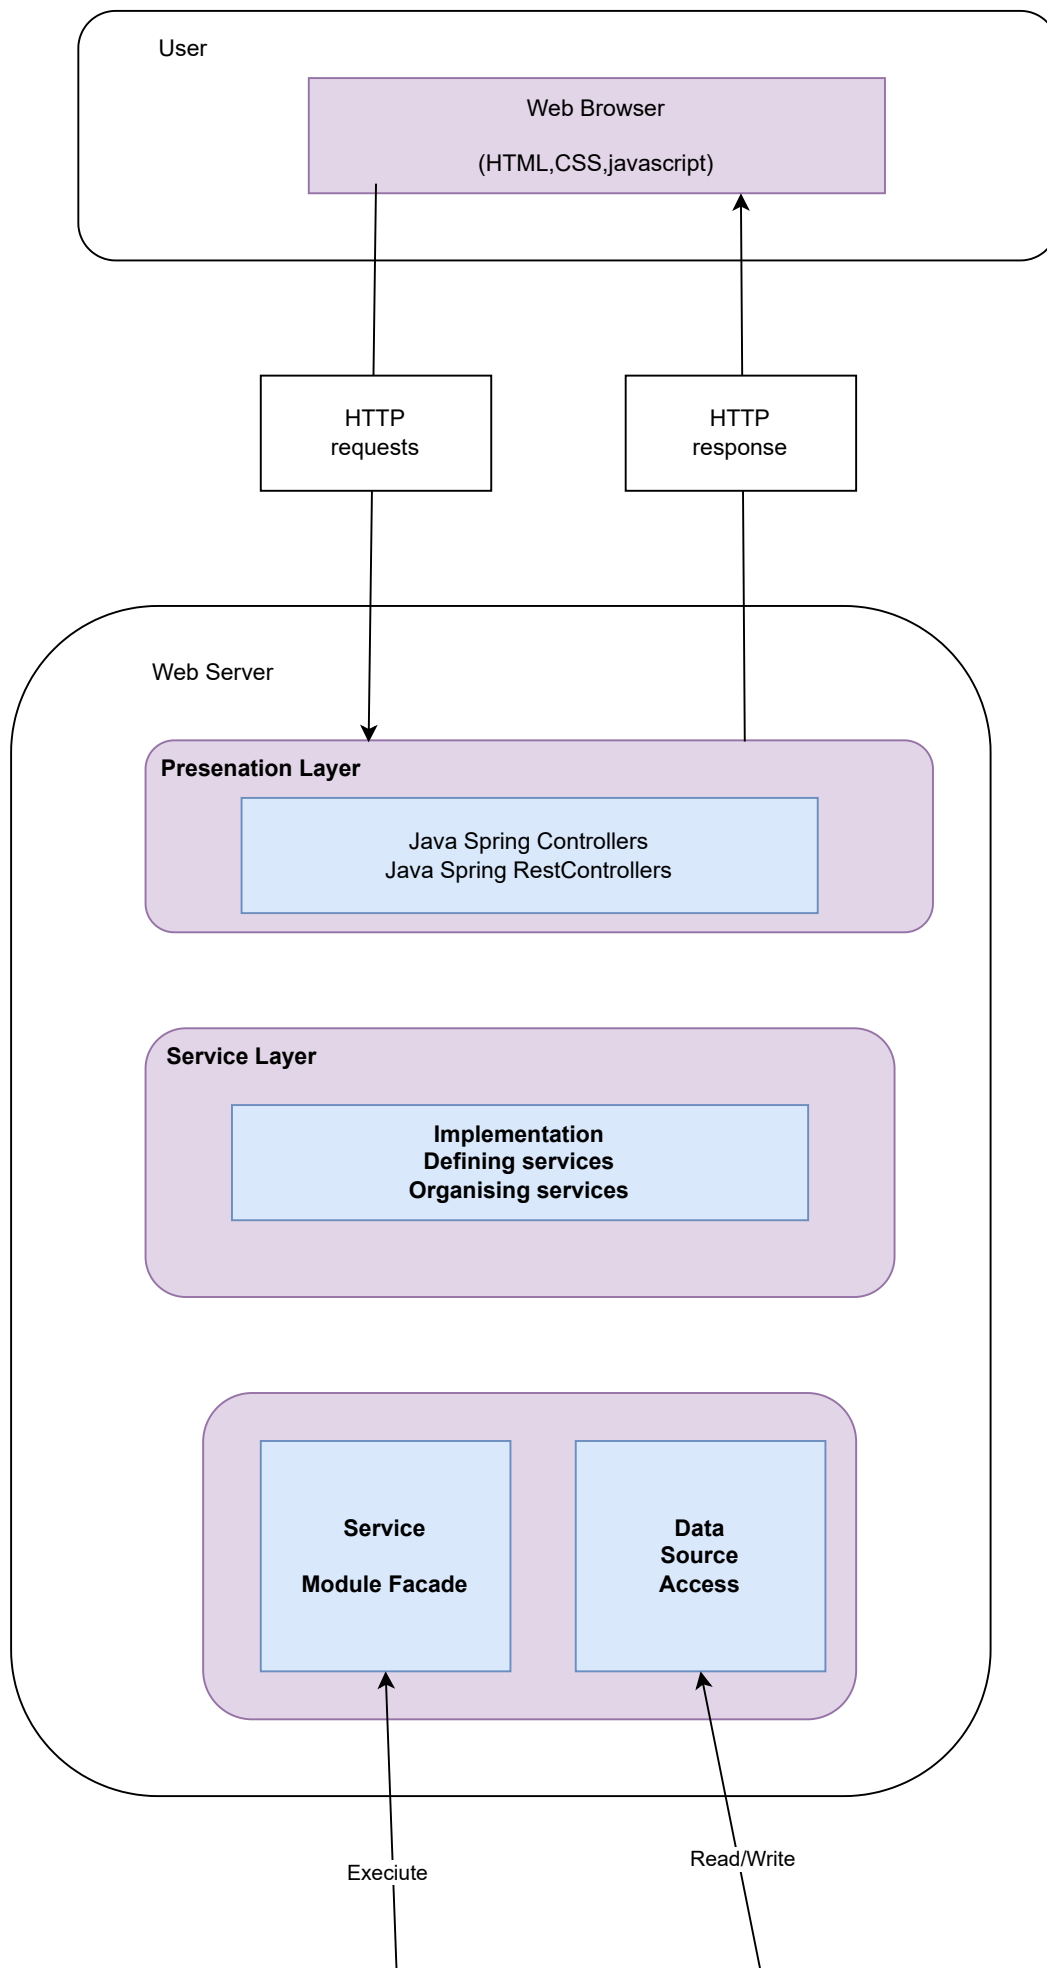 User
Web Browser
(HTML,CSS,javascript)
HTTP
requests
HTTP
response
Web Server
Presenation Layer
Java Spring Controllers
Java Spring RestControllers
Service Layer
Implementation
Defining services
Organising services
Service
Module Facade
Data
Source
Access
Execiute
Read/Write